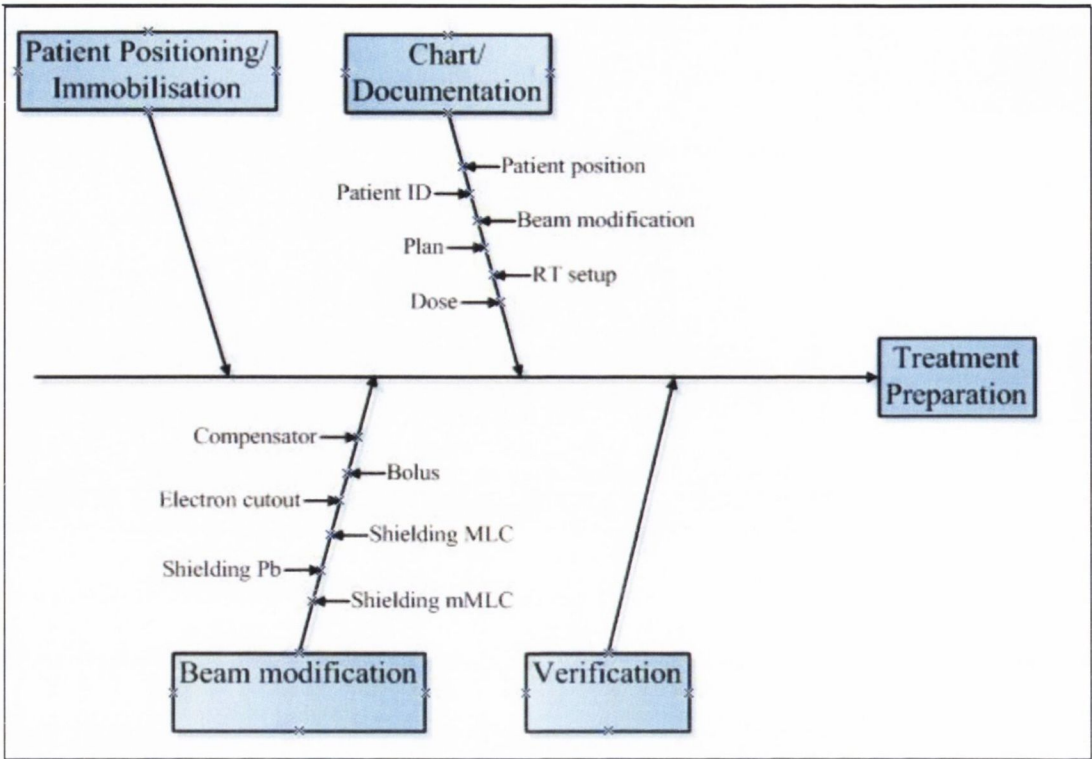 Patient Positioning/
Immobilisation
Chart/
Documentation
Patient position
Patient ID
Beam modification
Plan
RT setup
Dose
Treatment
Preparation
Compensator
Bolus
Electron cutout
Shielding MLC
Shielding Pb
Shielding mMLC
Beam modification
Verification